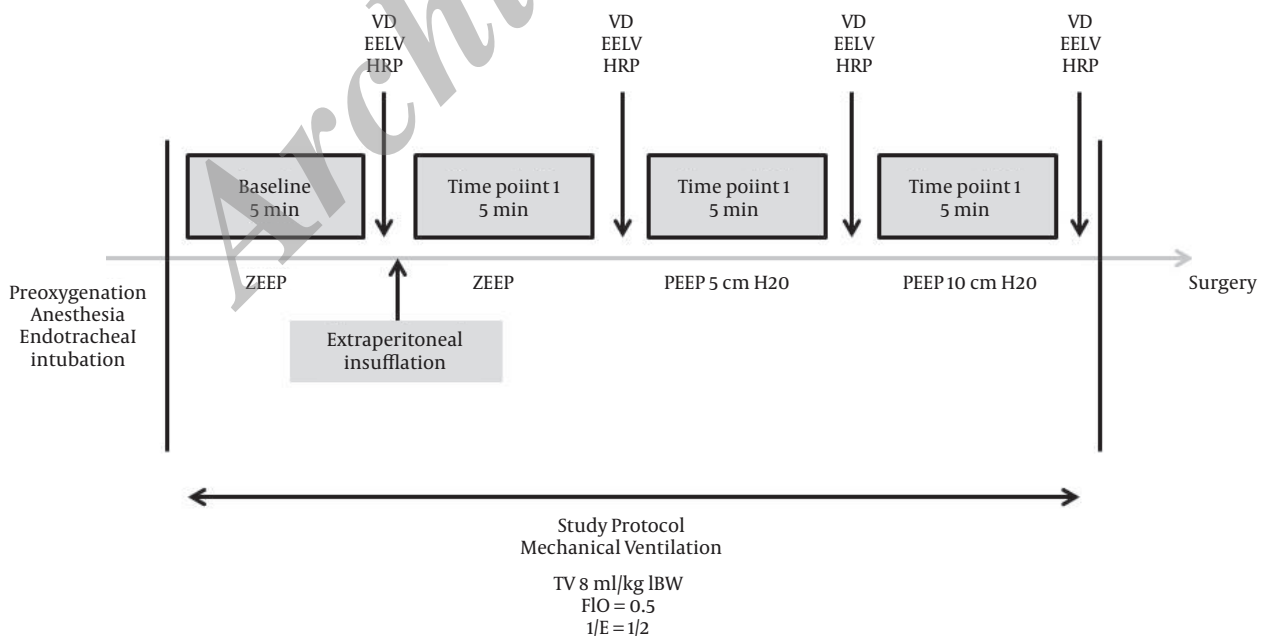 VD
EELV
HRP
VD
EELV
HRP
VD
EELV
HRP
VD
EELV
HRP
Baseline
5 min
Time poiint 1
5 min
Time poiint 1
5 min
Time poiint 1
5 min
ZEEP
ZEEP
PEEP 5 cm H20
PEEP 10 cm H20
Surgery
Preoxygenation
Anesthesia
Endotracheal
intubation
Extraperitoneal
insufflation
Study Protocol
Mechanical Ventilation
TV 8 ml/kg lBW
FlO = 0.5
1/E = 1/2